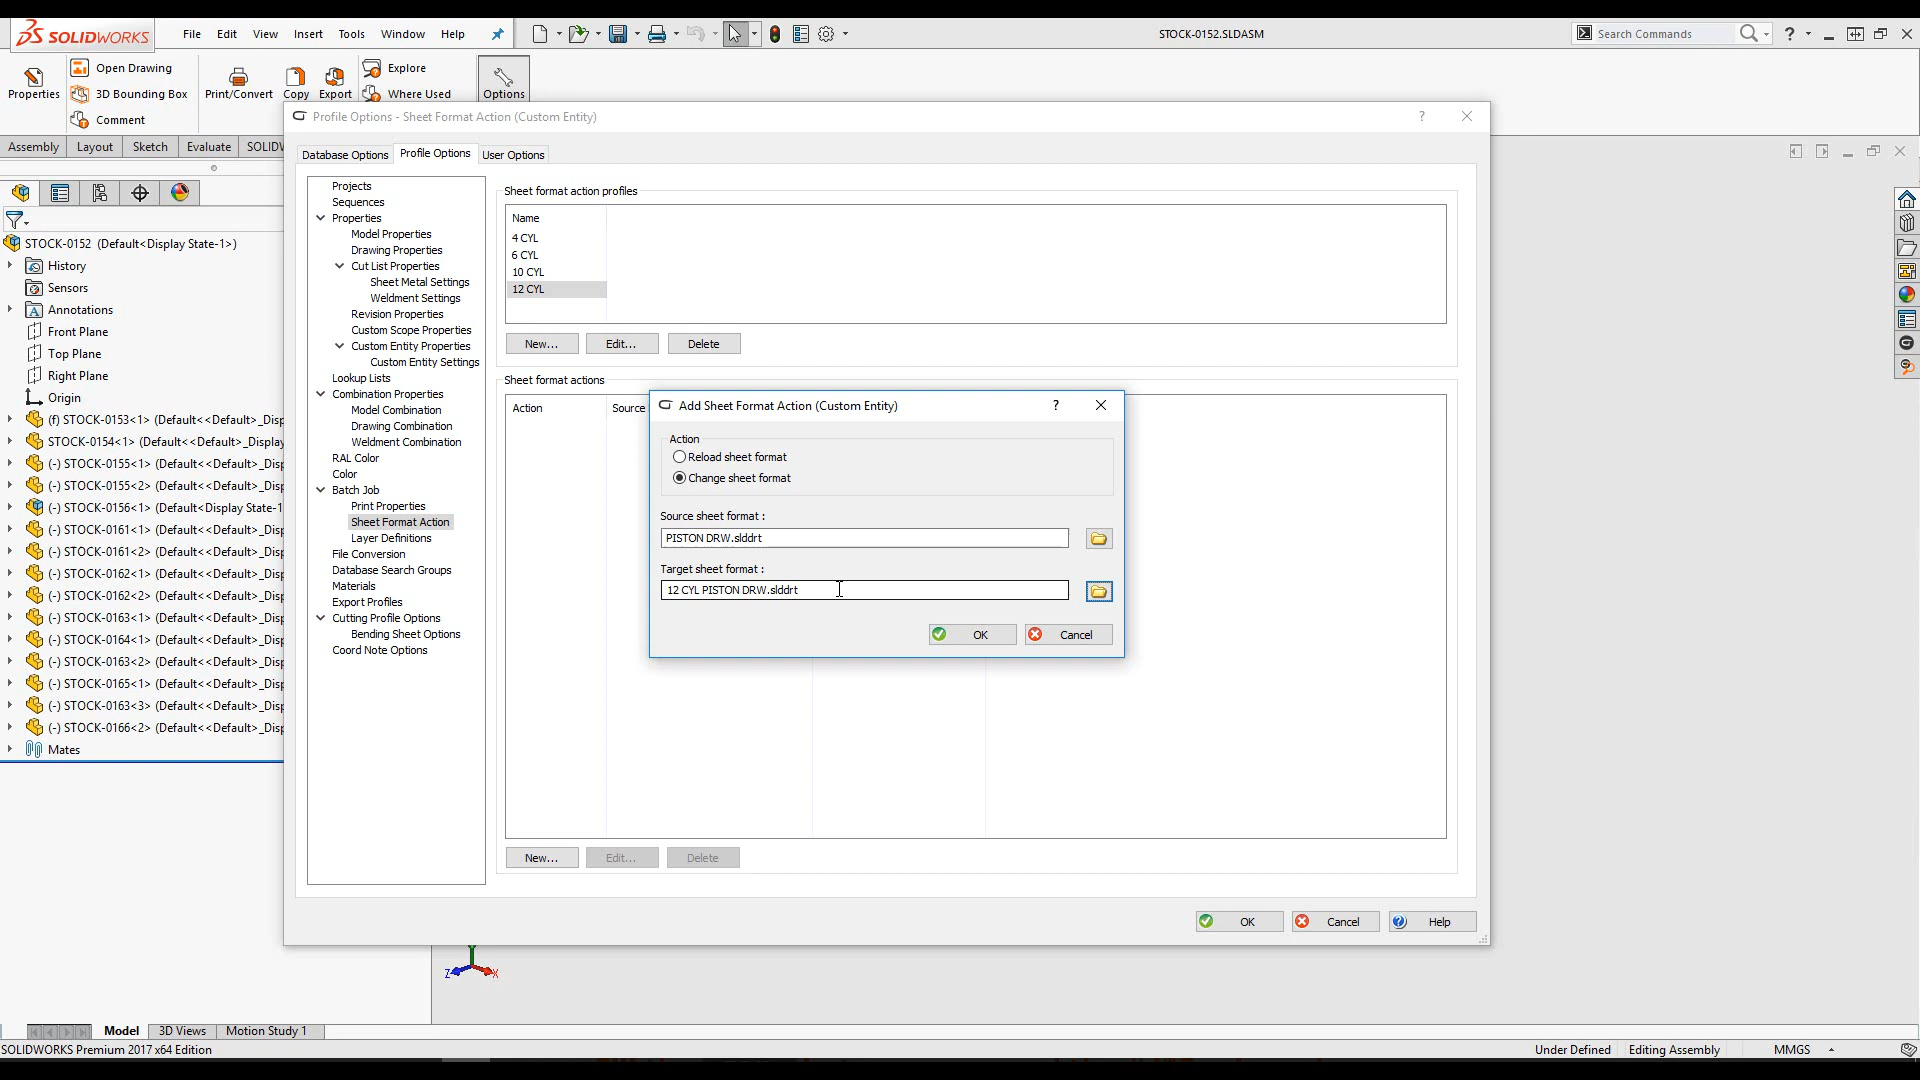 SOLIDWORKS File Edit View Insert Tools Window Help STOCK-0152.SLDASM Search Commands
Properties Open Drawing 3D Bounding Box Comment Print/Convert Copy Export Explore Where Used Options
Profile Options - Sheet Format Action (Custom Entity)
Assembly Layout Sketch Evaluate
Database Options Profile Options User Options
STOCK-0152 (Default<Display State-1>)
History
Sensors
Annotations
Front Plane
Top Plane
Right Plane
Origin
(f) STOCK-0153<1> (Default<<Default>_Disp
STOCK-0154<1> (Default<<Default>_Display
(-) STOCK-0155<1> (Default<<Default>_Disp
(-) STOCK-0155<2> (Default<<Default>_Disp
(-) STOCK-0156<1> (Default<Display State-1
(-) STOCK-0161<1> (Default<<Default>_Disp
(-) STOCK-0161<2> (Default<<Default>_Disp
(-) STOCK-0162<1> (Default<<Default>_Disp
(-) STOCK-0162<2> (Default<<Default>_Disp
(-) STOCK-0163<1> (Default<<Default>_Disp
(-) STOCK-0164<1> (Default<<Default>_Disp
(-) STOCK-0163<2> (Default<<Default>_Disp
(-) STOCK-0165<1> (Default<<Default>_Disp
(-) STOCK-0163<3> (Default<<Default>_Disp
(-) STOCK-0166<2> (Default<<Default>_Disp
Mates
Projects
Sequences
Properties
Model Properties
Drawing Properties
Cut List Properties
Sheet Metal Settings
Weldment Settings
Revision Properties
Custom Scope Properties
Custom Entity Properties
Custom Entity Settings
Lookup Lists
Combination Properties
Model Combination
Drawing Combination
Weldment Combination
RAL Color
Color
Batch Job
Print Properties
Sheet Format Action
Layer Definitions
File Conversion
Database Search Groups
Materials
Export Profiles
Cutting Profile Options
Bending Sheet Options
Coord Note Options
Sheet format action profiles
Name
4 CYL
6 CYL
10 CYL
12 CYL
New... Edit... Delete
Sheet format actions
Action Source
Add Sheet Format Action (Custom Entity)
Action
Reload sheet format
Change sheet format
Source sheet format :
PISTON DRW.slddrt
Target sheet format :
12 CYL PISTON DRW.slddrt
OK Cancel
New... Edit... Delete
OK Cancel Help
Z X
Model 3D Views Motion Study 1
SOLIDWORKS Premium 2017 x64 Edition Under Defined Editing Assembly MMGS